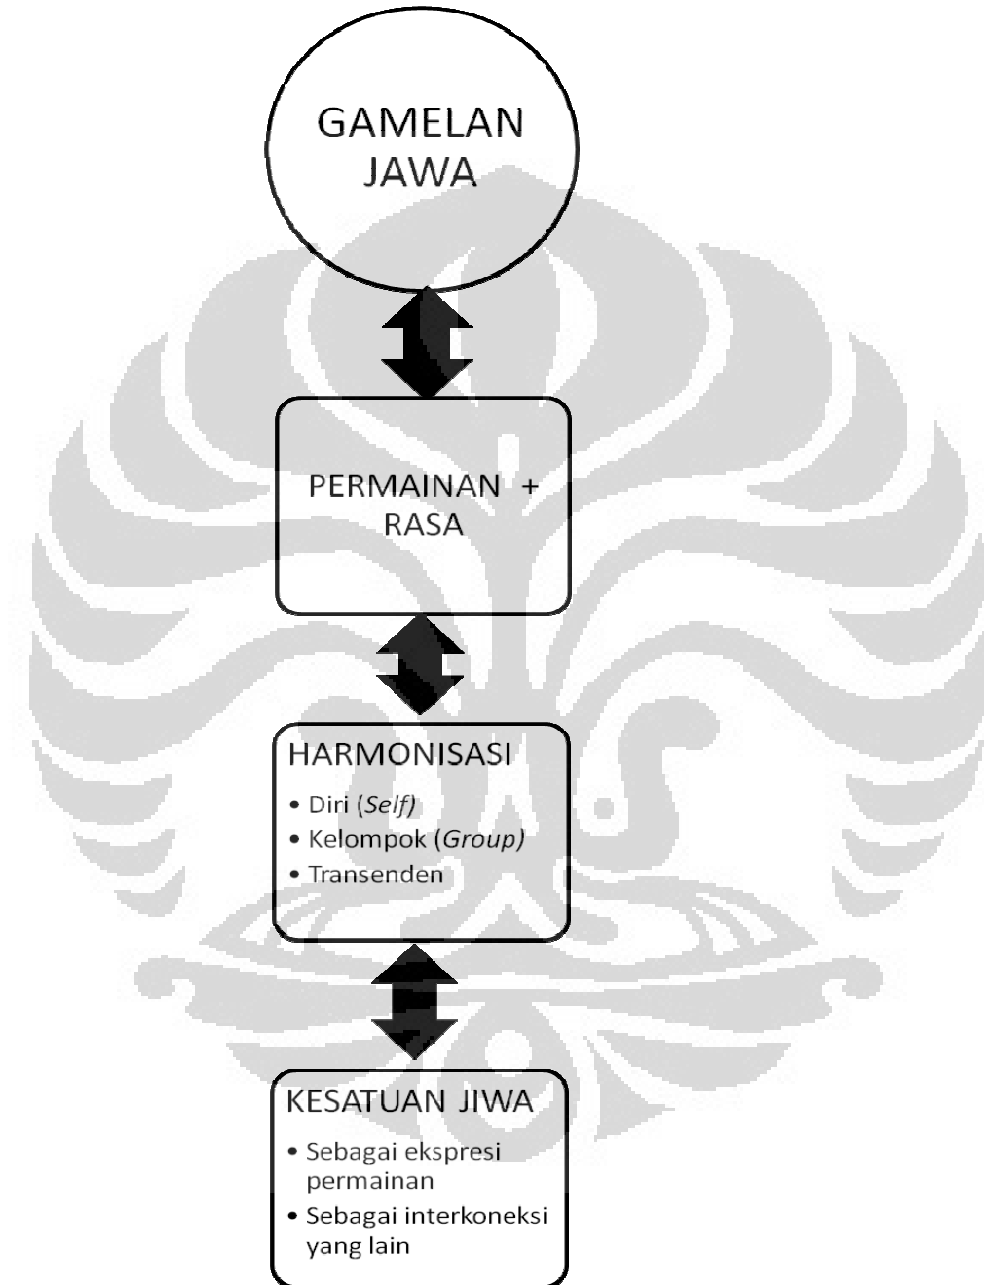 GAMELAN
JAWA
PERMAINAN +
RASA
HARMONISASI
• Diri (Self)
• Kelompok (Group)
• Transenden
KESATUAN JIWA
• Sebagai ekspresi
permainan
• Sebagai interkoneksi
yang lain